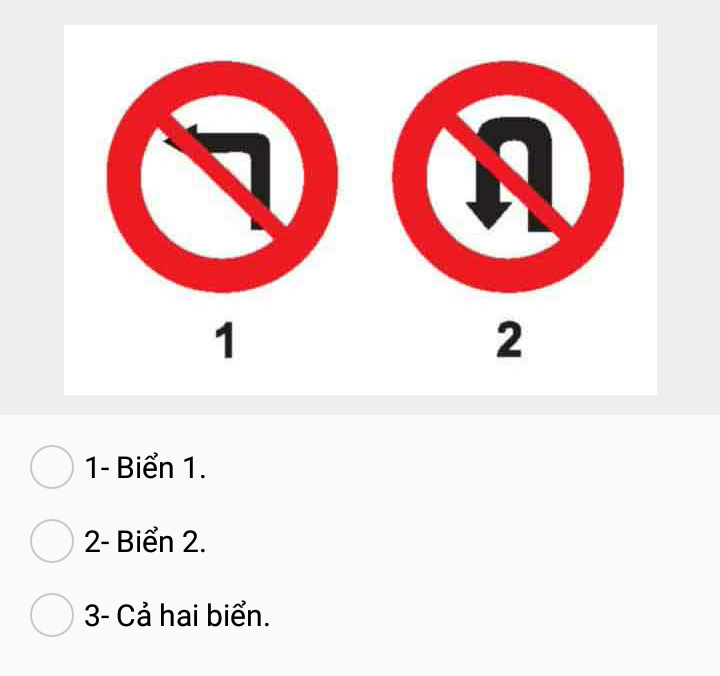 1 2
1- Biển 1.
2- Biển 2.
3- Cả hai biển.